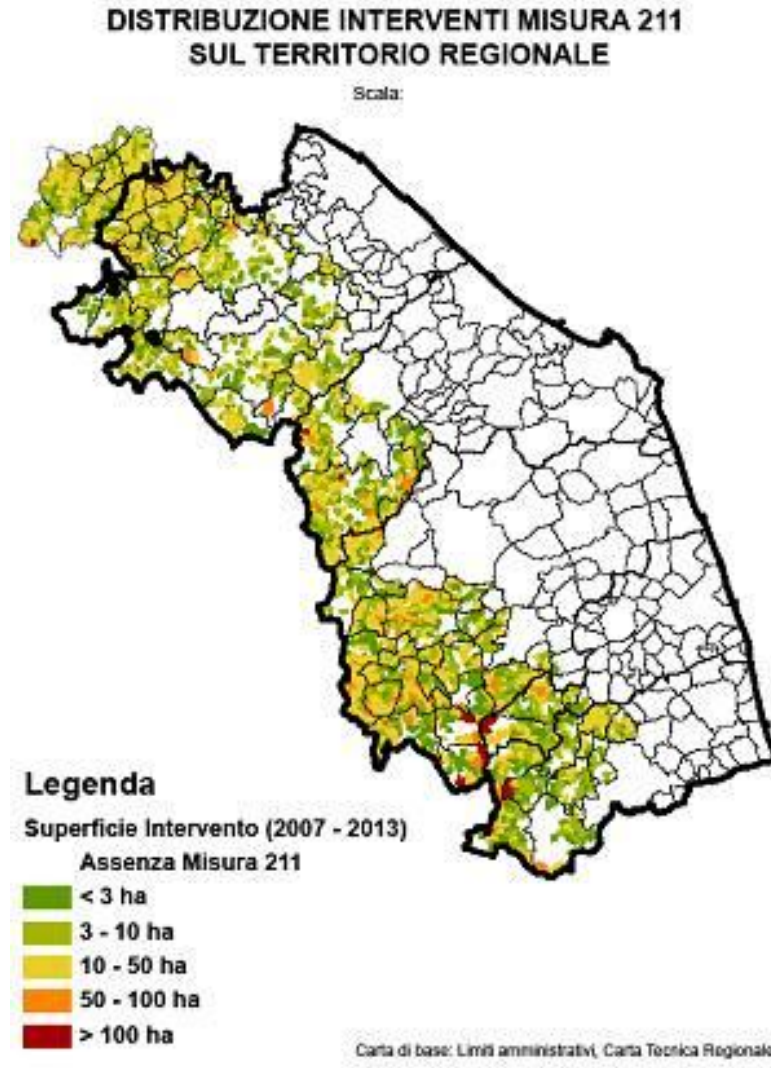 DISTRIBUZIONE INTERVENTI MISURA 211
SUL TERRITORIO REGIONALE
Scala:
Legenda
Superficie Intervento (2007 - 2013)
Assenza Misura 211
< 3 ha
3 - 10 ha
10 - 50 ha
50 - 100 ha
> 100 ha
Carta di base: Limiti amministrativi, Carta Tecnica Regionale